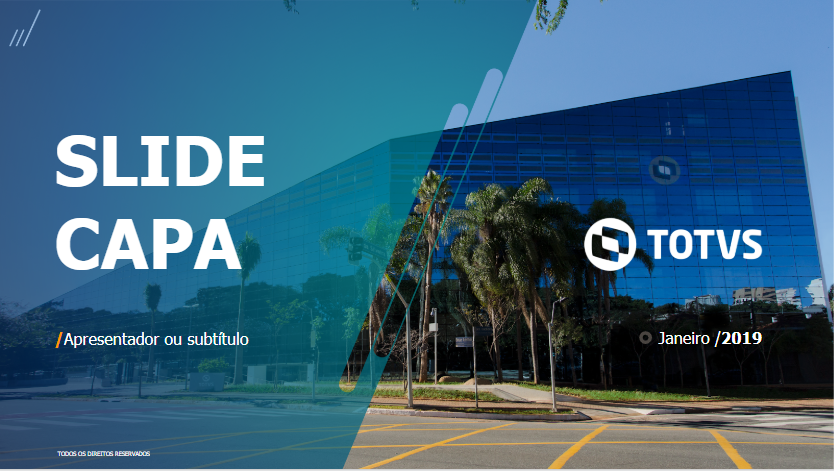 SLIDE
CAPA
TOTVS
/Apresentador ou subtítulo
Janeiro /2019
TODOS OS DIREITOS RESERVADOS